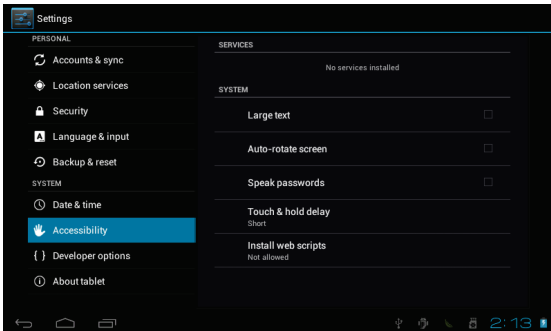 Settings
PERSONAL
Accounts & sync
Location services
Security
A Language & input
Backup & reset
SYSTEM
Date & time
Accessibility
{ } Developer options
About tablet
SERVICES
No services installed
SYSTEM
Large text
Auto-rotate screen
Speak passwords
Touch & hold delay
Short
Install web scripts
Not allowed
2:13